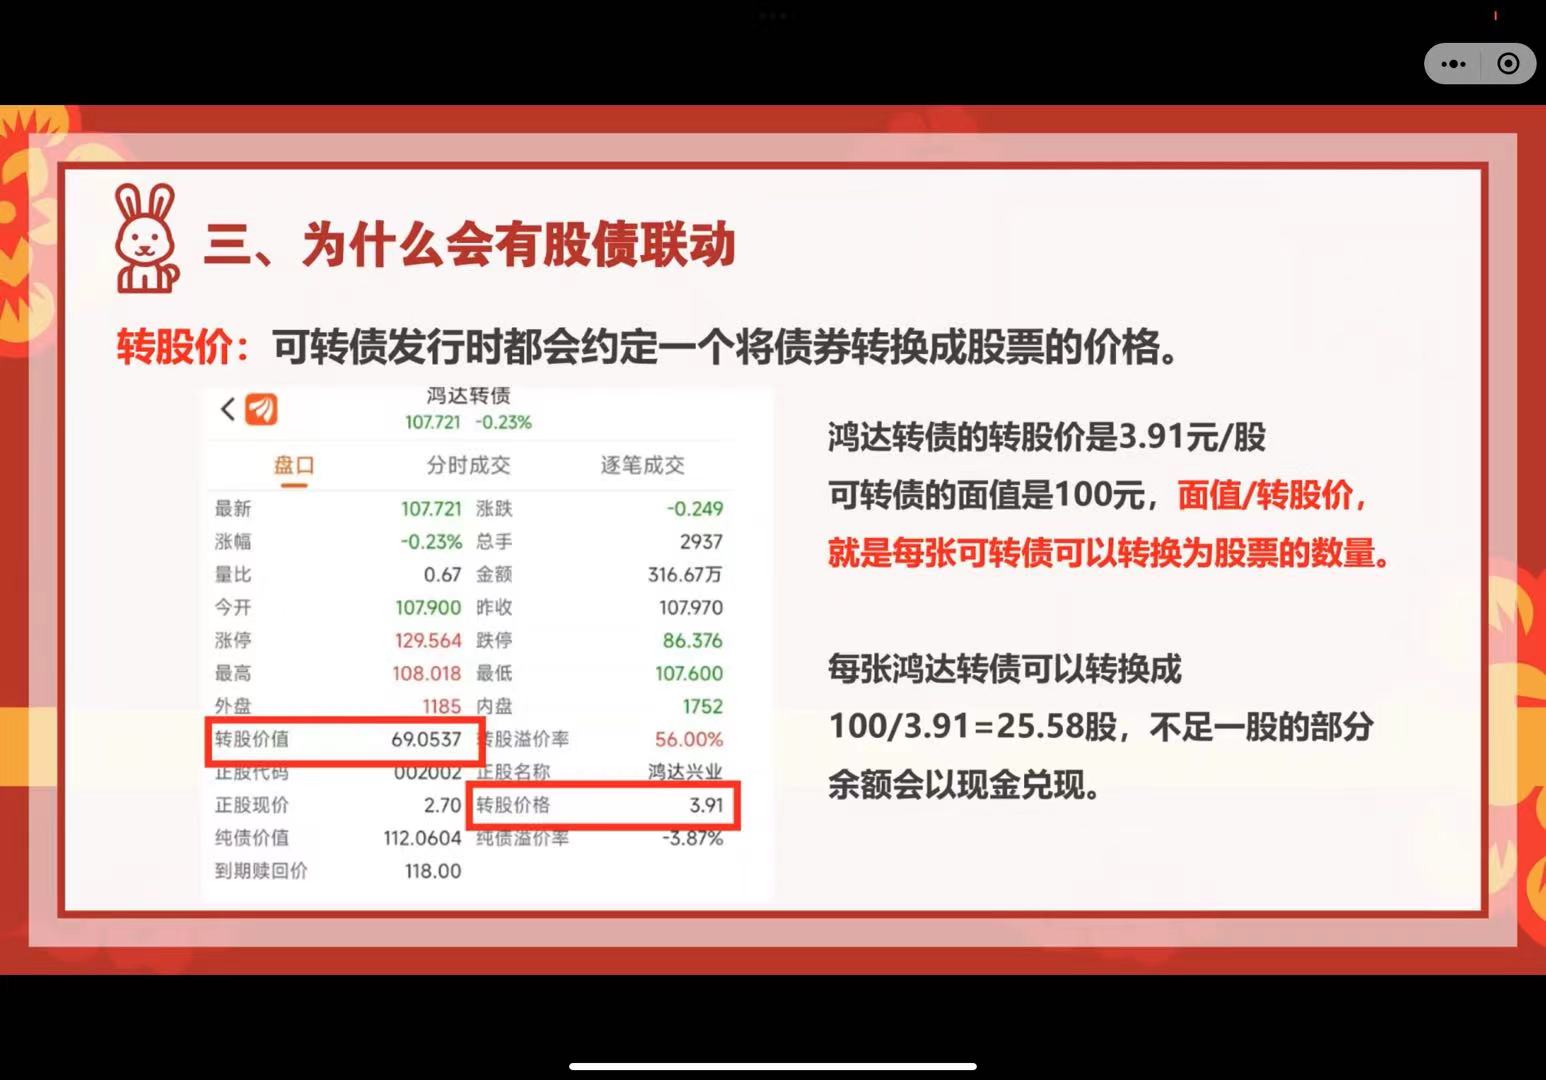 三、为什么会有股债联动
转股价：可转债发行时都会约定一个将债券转换成股票的价格。
鸿达转债
107.721 -0.23%
盘口 分时成交 逐笔成交
最新 107.721 涨跌 -0.249
涨幅 -0.23% 总手 2937
量比 0.67 金额 316.67万
今开 107.900 昨收 107.970
涨停 129.564 跌停 86.376
最高 108.018 最低 107.600
外盘 1185 内盘 1752
转股价值 69.0537 转股溢价率 56.00%
正股代码 002002 正股名称 鸿达兴业
正股现价 2.70 转股价格 3.91
纯债价值 112.0604 纯债溢价率 -3.87%
到期赎回价 118.00
鸿达转债的转股价是3.91元/股
可转债的面值是100元，面值/转股价，
就是每张可转债可以转换为股票的数量。
每张鸿达转债可以转换成
100/3.91=25.58股，不足一股的部分
余额会以现金兑现。